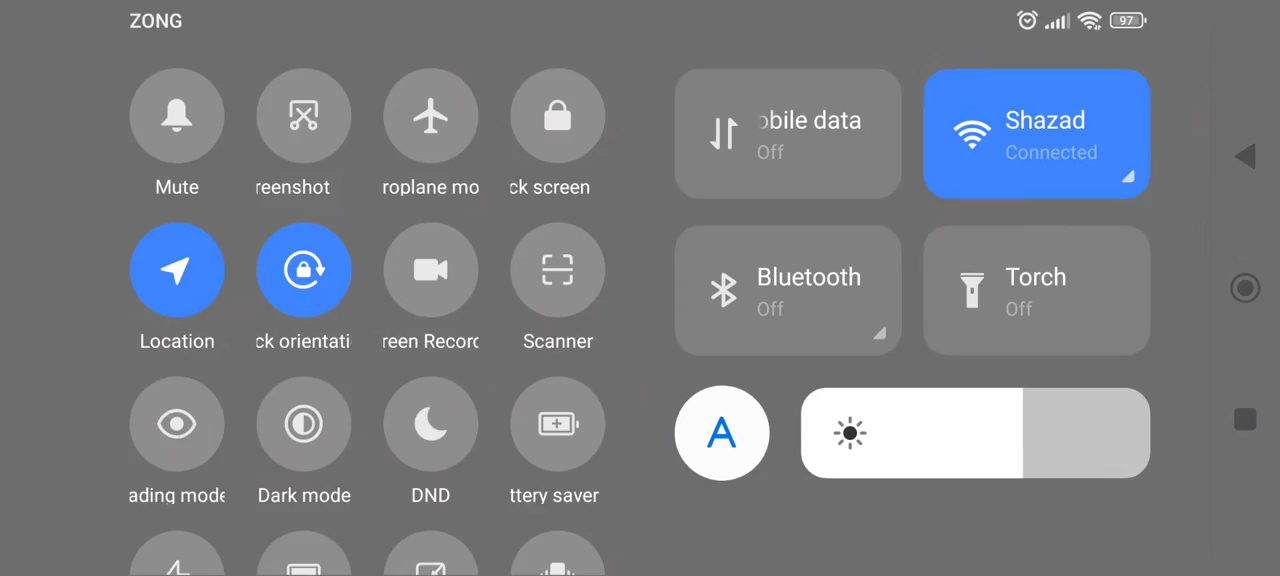 ZONG
97
Mute
reenshot
roplane mo
ck screen
obile data
Off
Shazad
Connected
Location
ck orientati
reen Record
Scanner
Bluetooth
Off
Torch
Off
ading mode
Dark mode
DND
ttery saver
A